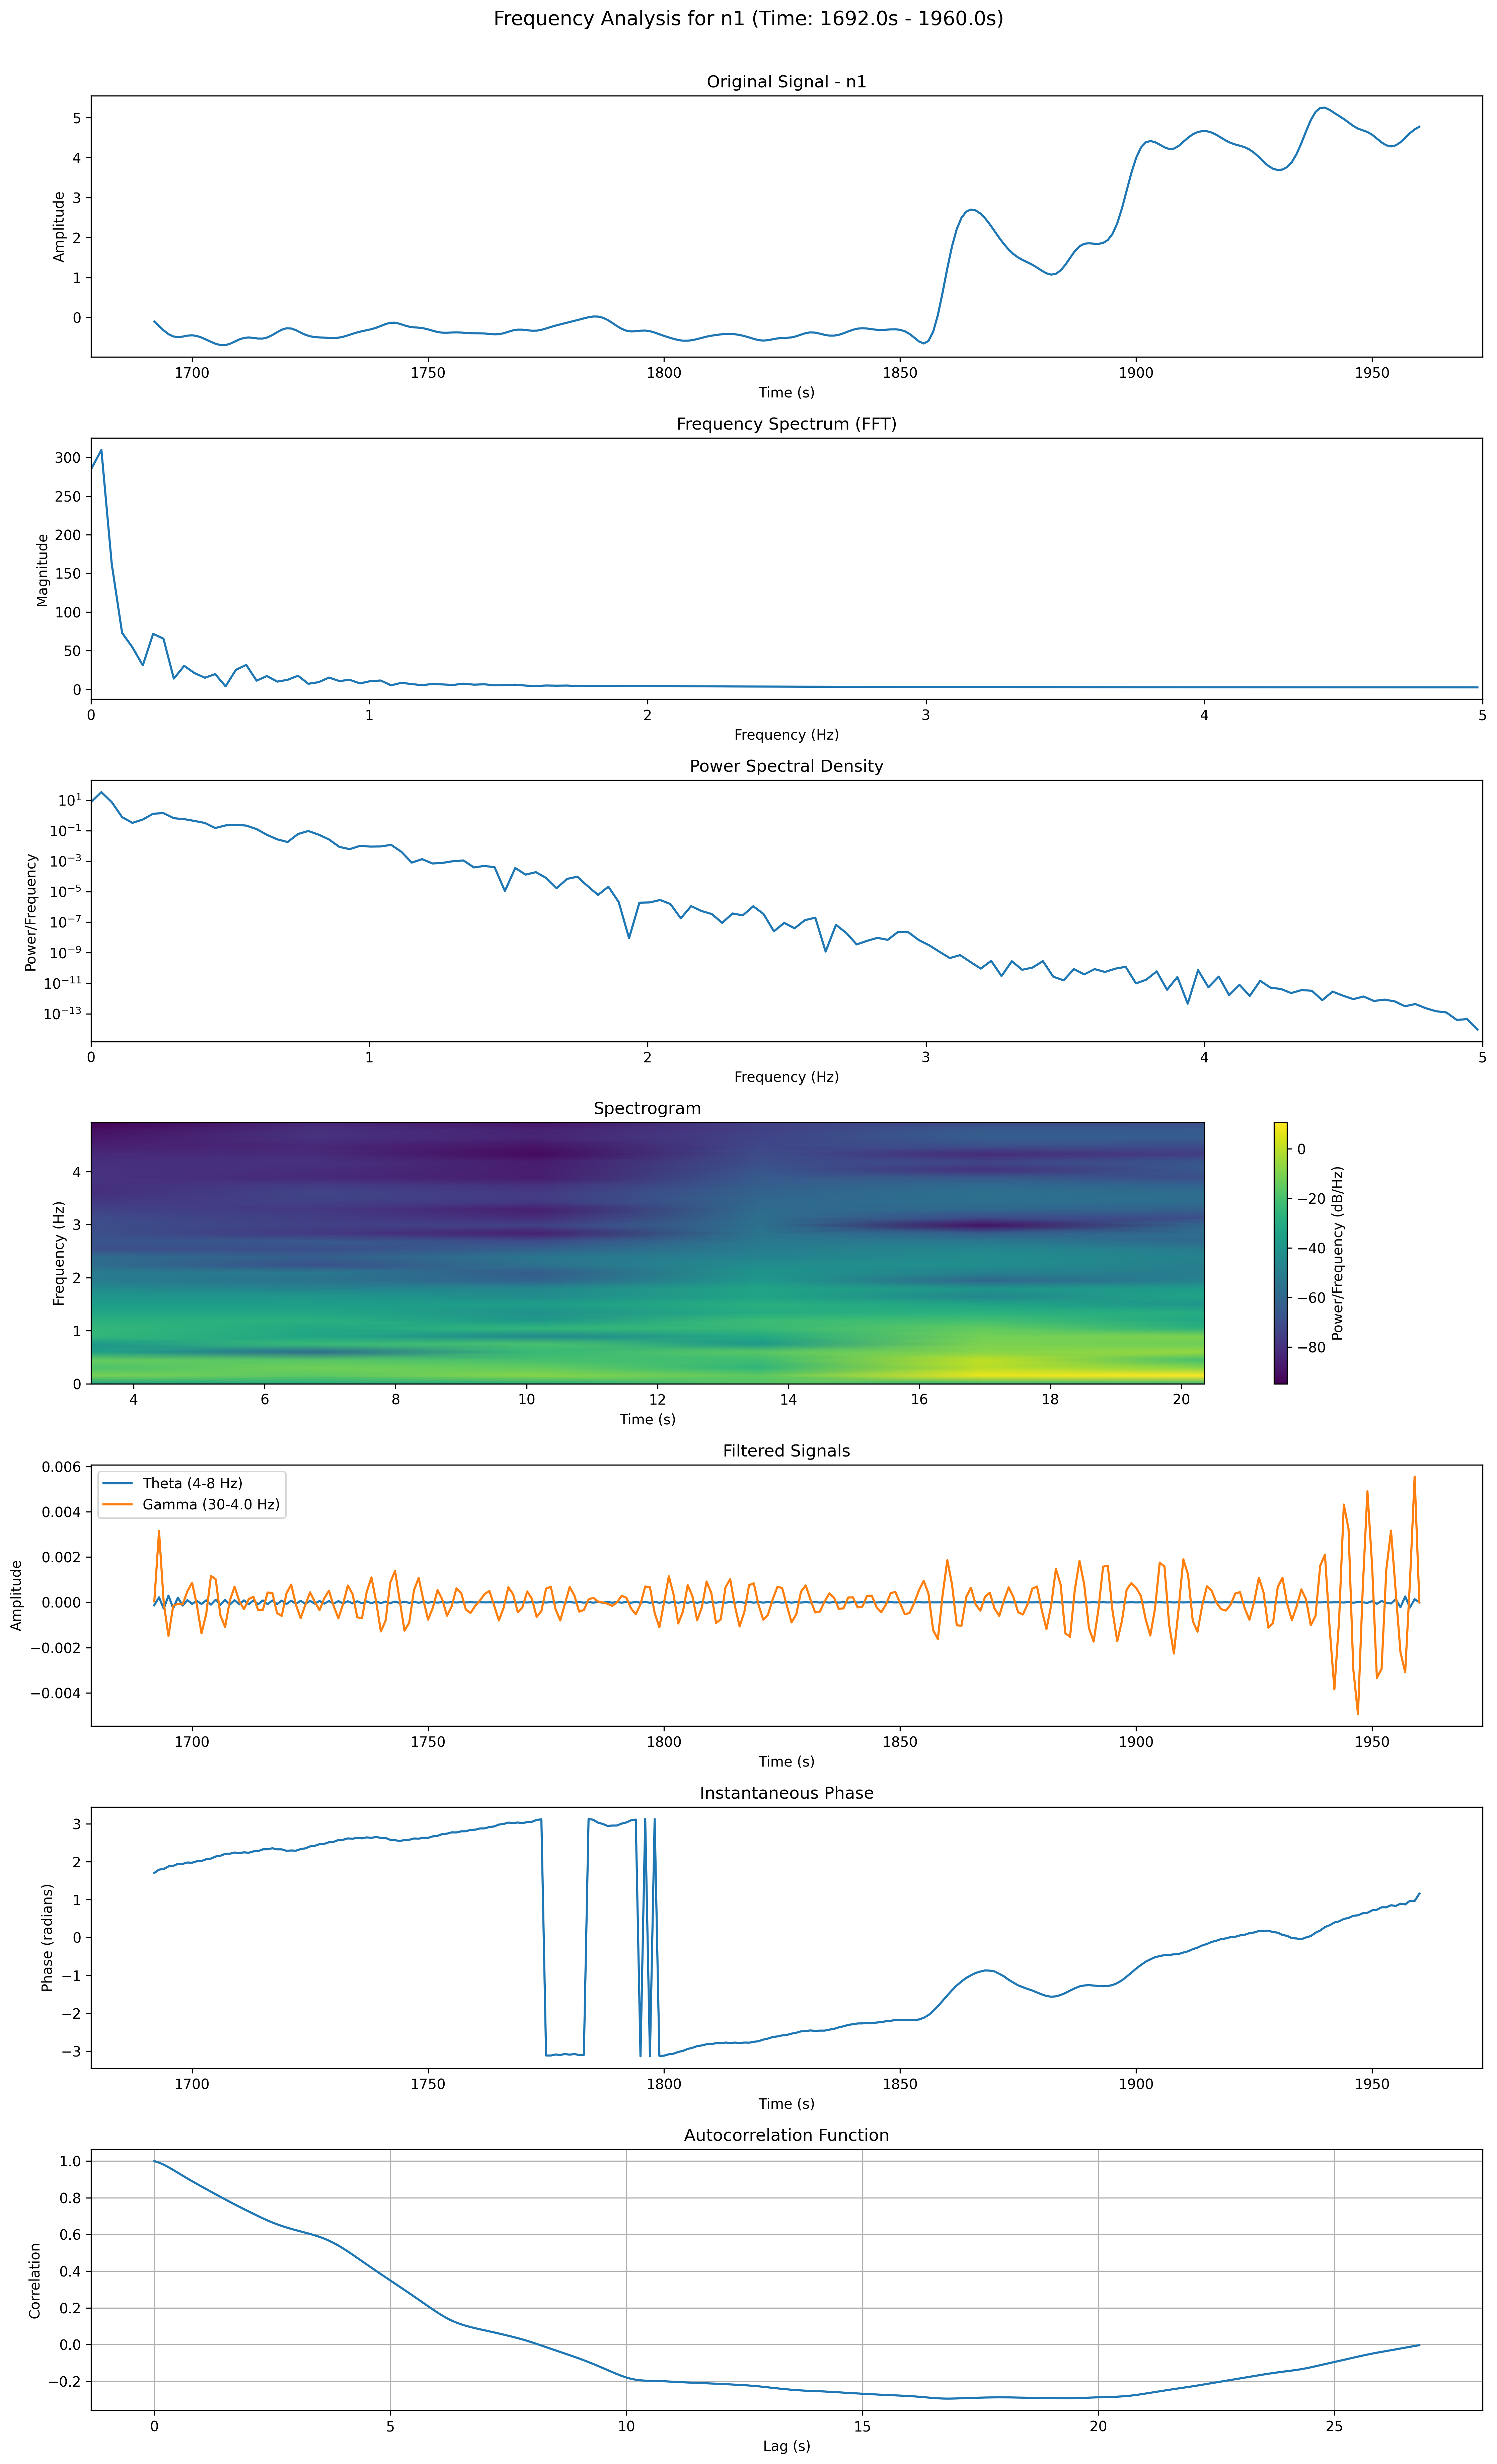 Frequency Analysis for n1 (Time: 1692.0s - 1960.0s)
Original Signal - n1
Amplitude
5
4
3
2
1
0
1700 1750 1800 1850 1900 1950
Time (s)
Frequency Spectrum (FFT)
Magnitude
300
250
200
150
100
50
0
0 1 2 3 4 5
Frequency (Hz)
Power Spectral Density
Power/Frequency
10¹
10⁻¹
10⁻³
10⁻⁵
10⁻⁷
10⁻⁹
10⁻¹¹
10⁻¹³
0 1 2 3 4 5
Frequency (Hz)
Spectrogram
Frequency (Hz)
4
3
2
1
0
4 6 8 10 12 14 16 18 20
Time (s)
0
−20
−40
−60
−80
Power/Frequency (dB/Hz)
Filtered Signals
Theta (4-8 Hz)
Gamma (30-4.0 Hz)
Amplitude
0.006
0.004
0.002
0.000
−0.002
−0.004
1700 1750 1800 1850 1900 1950
Time (s)
Instantaneous Phase
Phase (radians)
3
2
1
0
−1
−2
−3
1700 1750 1800 1850 1900 1950
Time (s)
Autocorrelation Function
Correlation
1.0
0.8
0.6
0.4
0.2
0.0
−0.2
0 5 10 15 20 25
Lag (s)